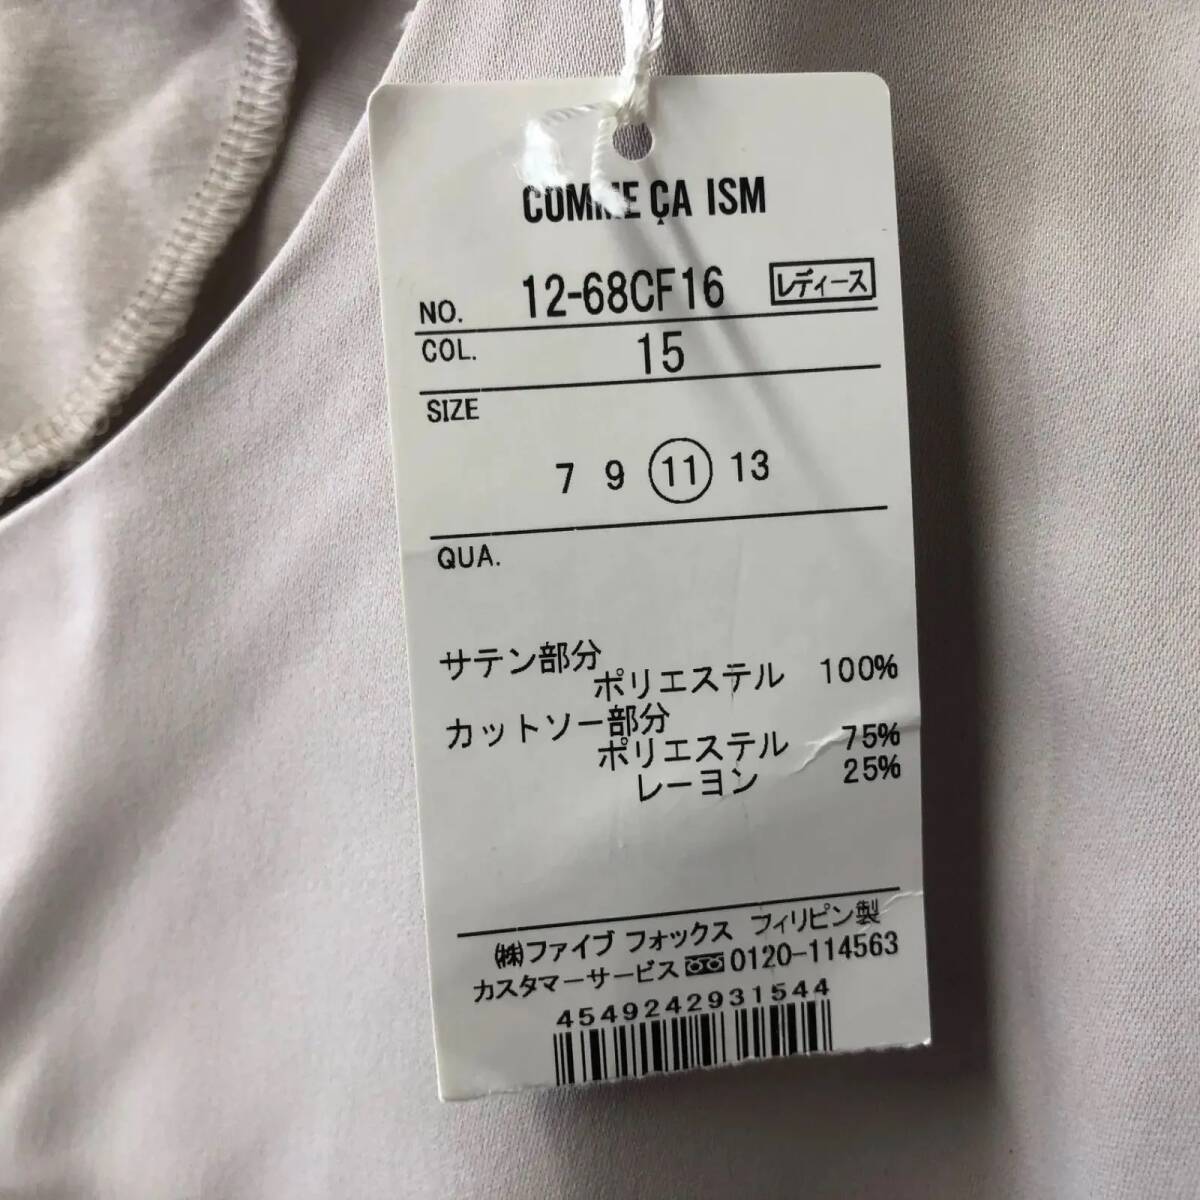 COMME ÇA ISM
NO. 12-68CF16 レディース
COL. 15
SIZE
7 9 11 13
QUA.
サテン部分
ポリエステル 100%
カットソー部分
ポリエステル 75%
レーヨン 25%
㈱ファイブ フォックス フィリピン製
カスタマーサービス 0120-114563
4549242931544